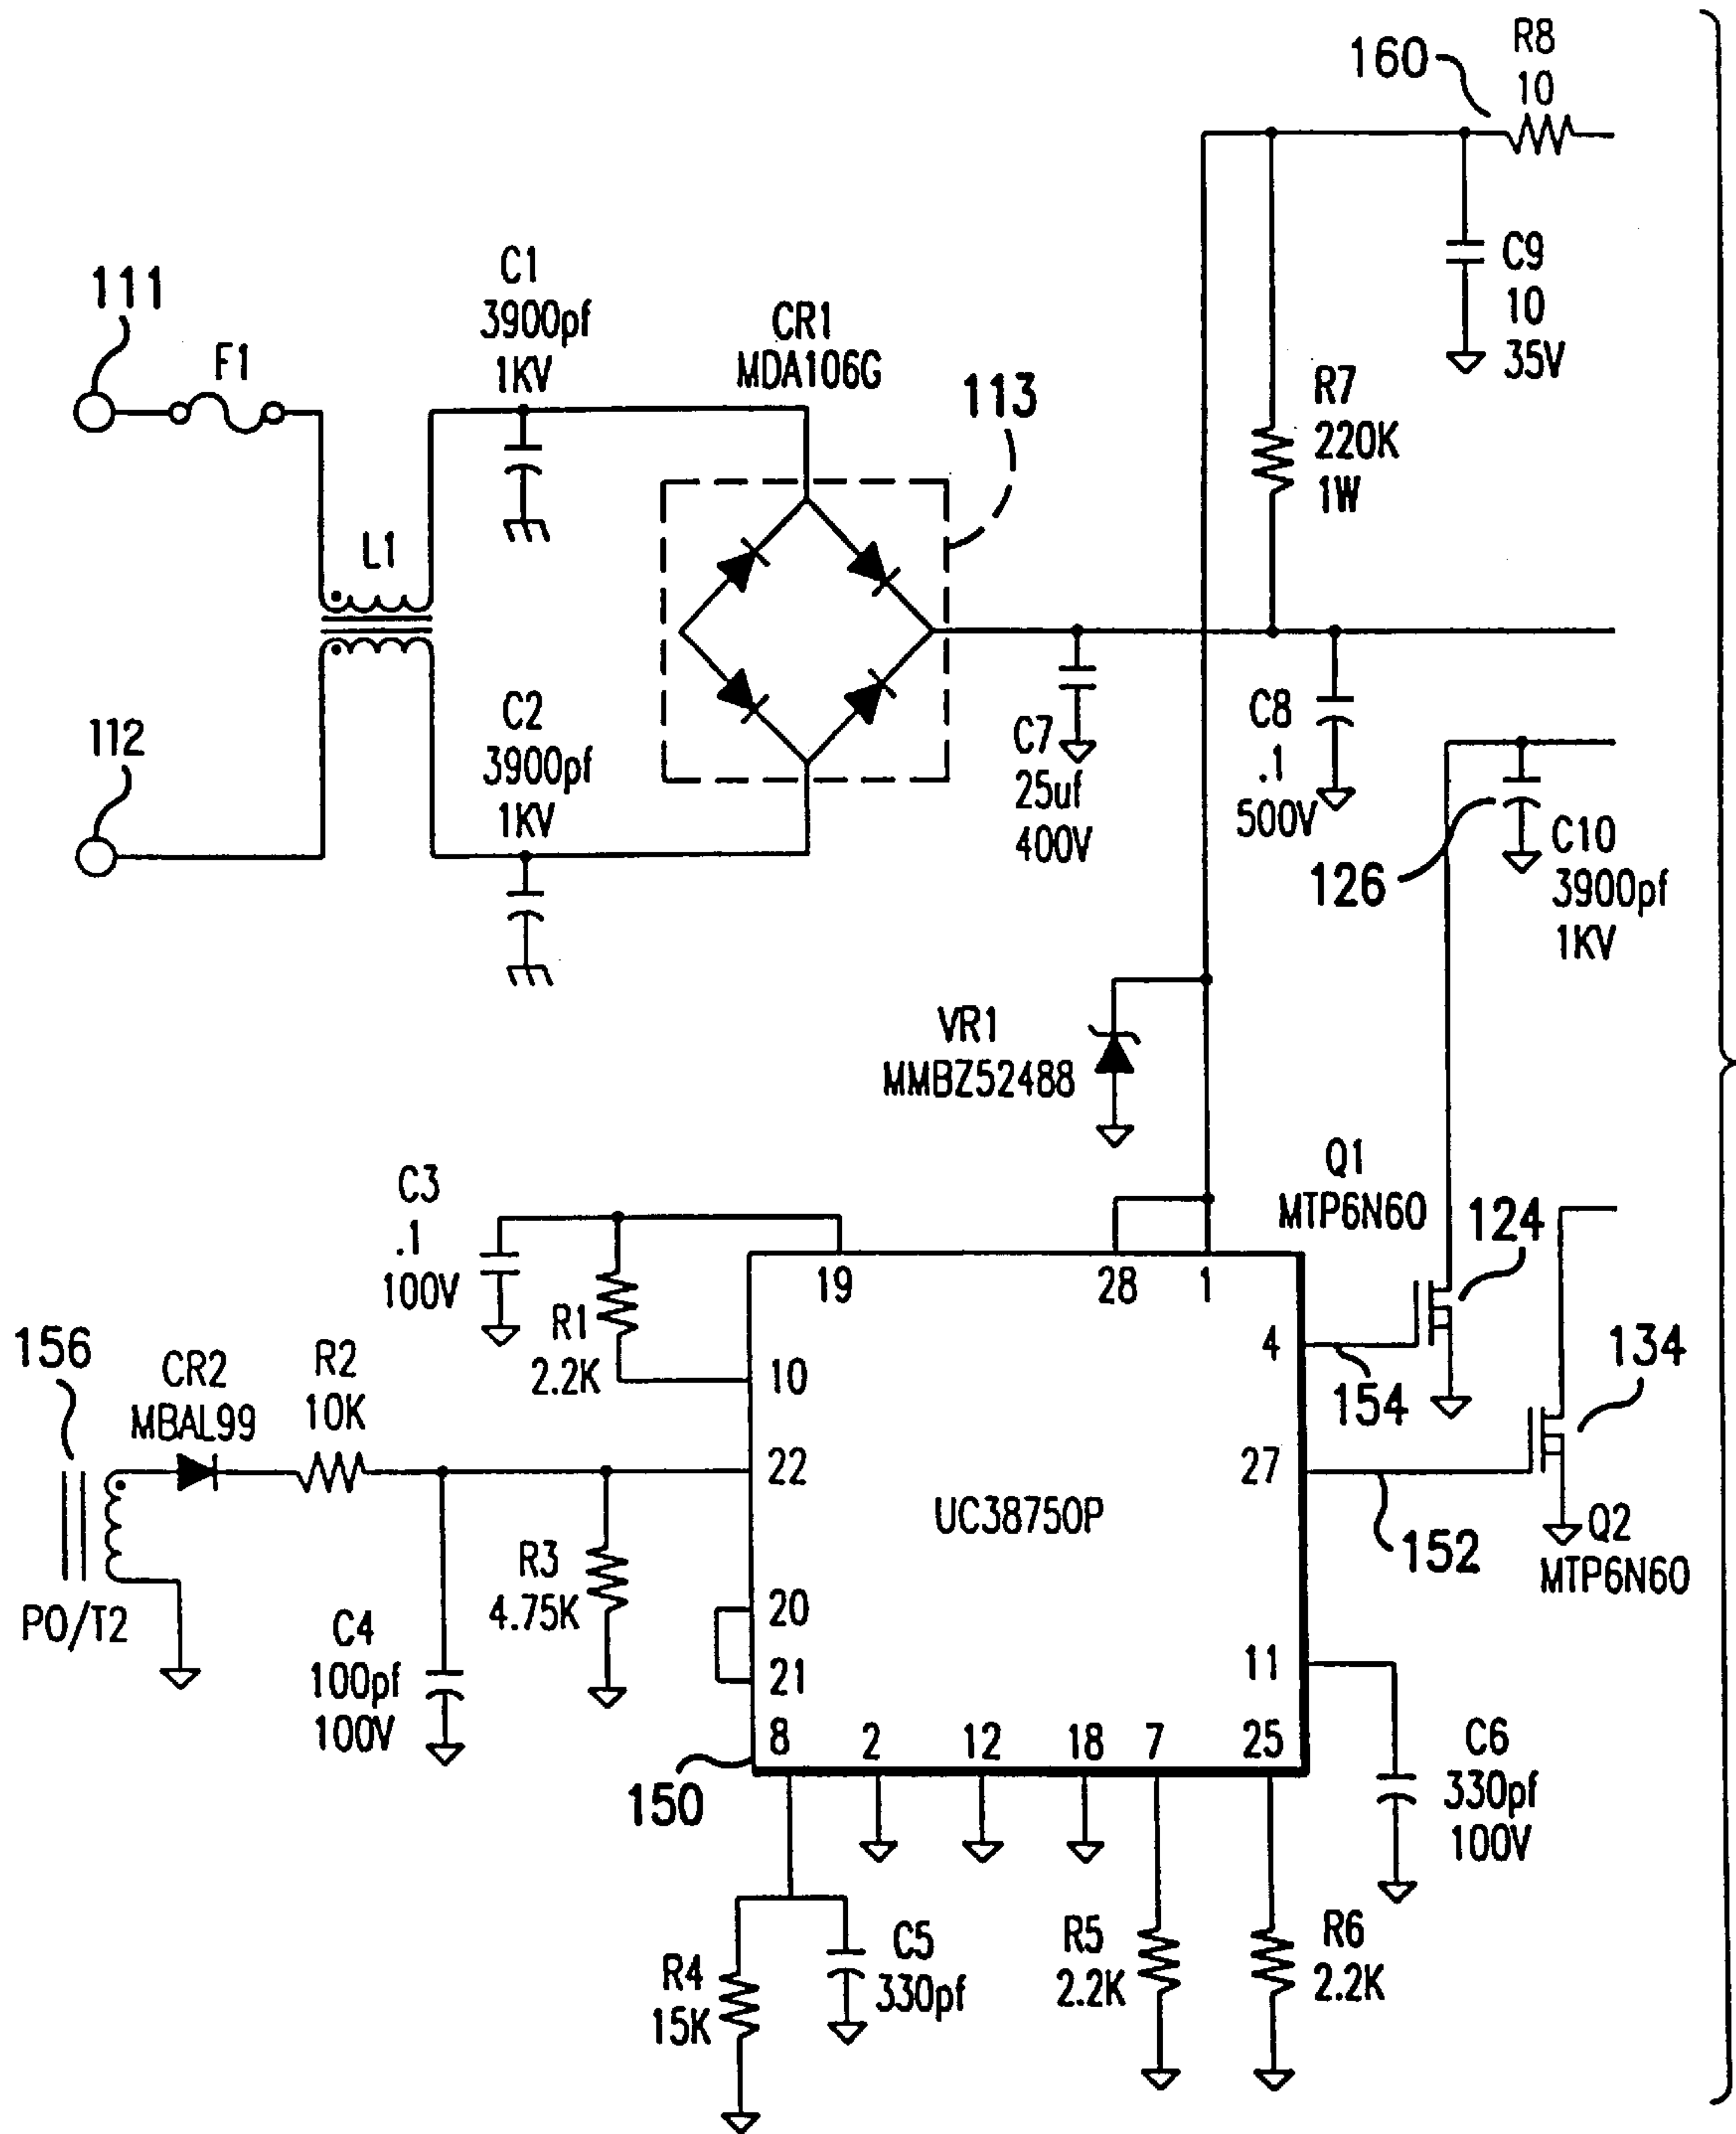 160
R8
10
C9
10
35V
111
F1
C1
3900pf
1KV
CR1
MDA106G
113
R7
220K
1W
L1
112
C2
3900pf
1KV
C7
25uf
400V
C8
.1
500V
126
C10
3900pf
1KV
VR1
MMBZ52488
Q1
MTP6N60
124
C3
.1
100V
R1
2.2K
19
28
1
4
154
134
156
CR2
MBAL99
R2
10K
10
22
27
152
Q2
MTP6N60
UC38750P
R3
4.75K
PO/T2
C4
100pf
100V
20
21
11
8
2
12
18
7
25
150
C6
330pf
100V
R4
15K
C5
330pf
R5
2.2K
R6
2.2K